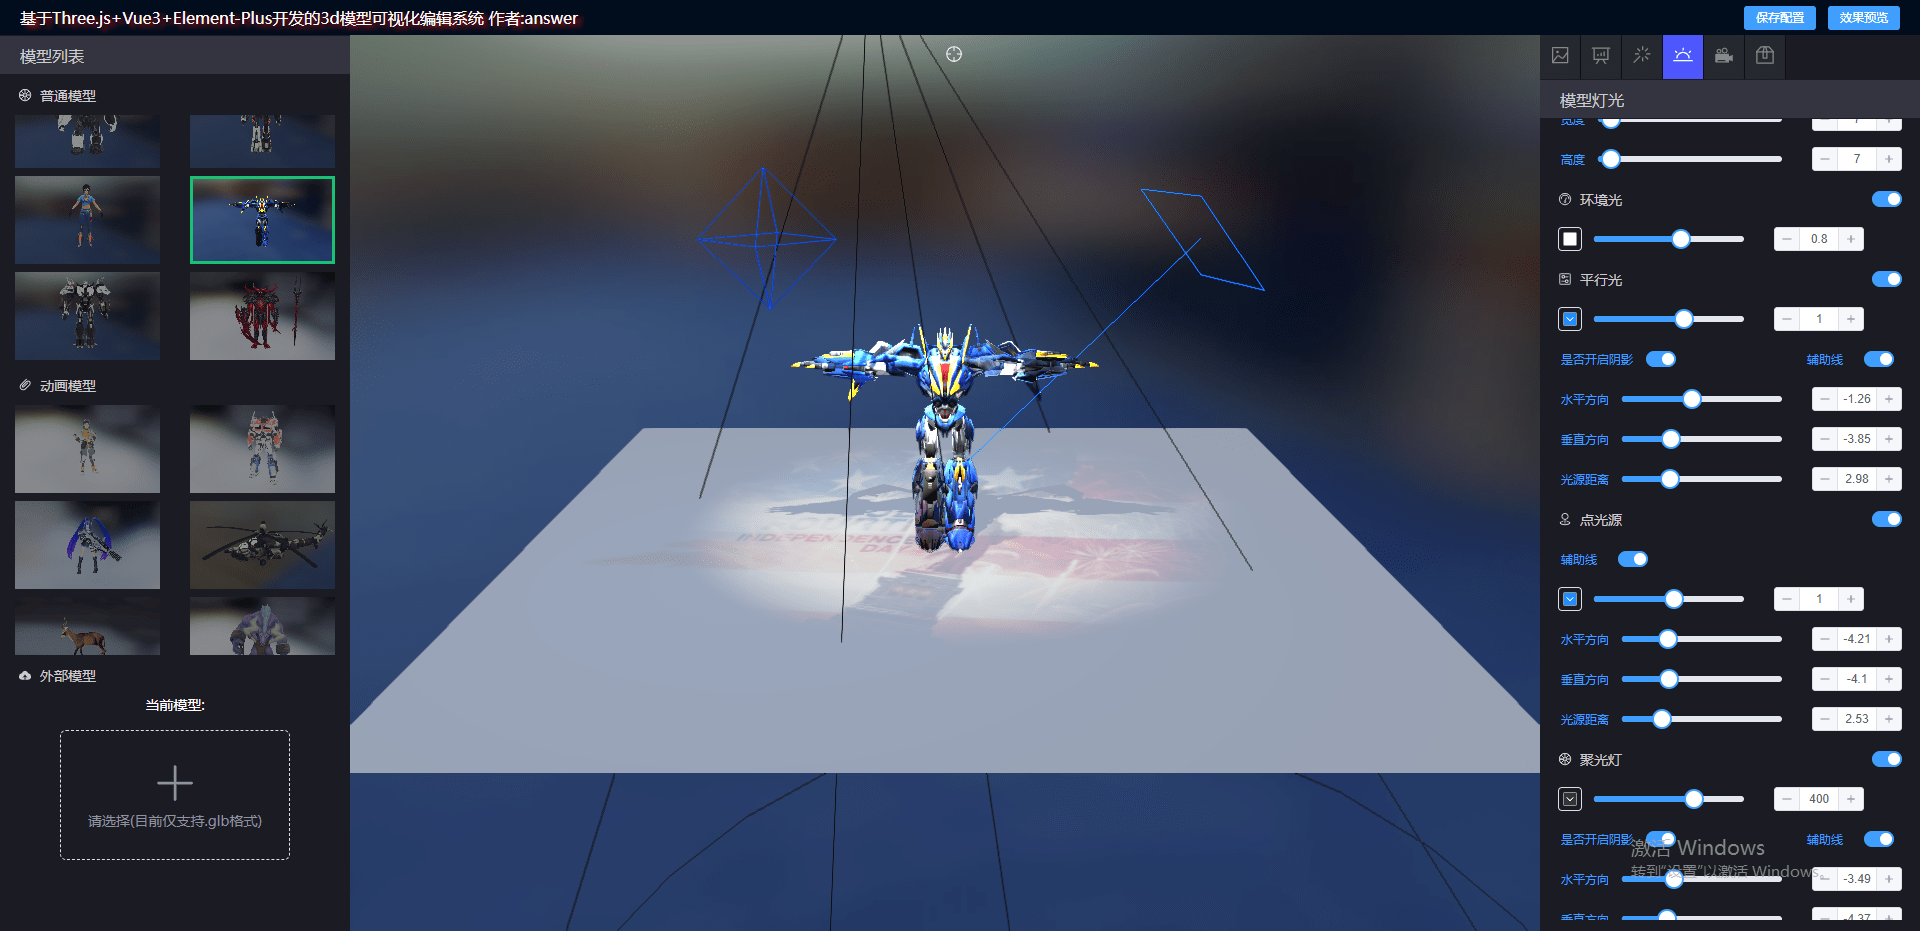 基于Three.js+Vue3+Element-Plus开发的3d模型可视化编辑系统 作者:answer
保存配置
效果预览
模型列表
普通模型
动画模型
外部模型
当前模型:
请选择(目前仅支持.glb格式)
INDEPENDENCE
DAY
模型灯光
宽度
7
高度
7
环境光
0.8
平行光
1
是否开启阴影
辅助线
水平方向
-1.26
垂直方向
-3.85
光源距离
2.98
点光源
辅助线
1
水平方向
-4.21
垂直方向
-4.1
光源距离
2.53
聚光灯
400
是否开启阴影
辅助线
激活 Windows
转到"设置"以激活 Windows。
水平方向
-3.49
垂直方向
-4.37